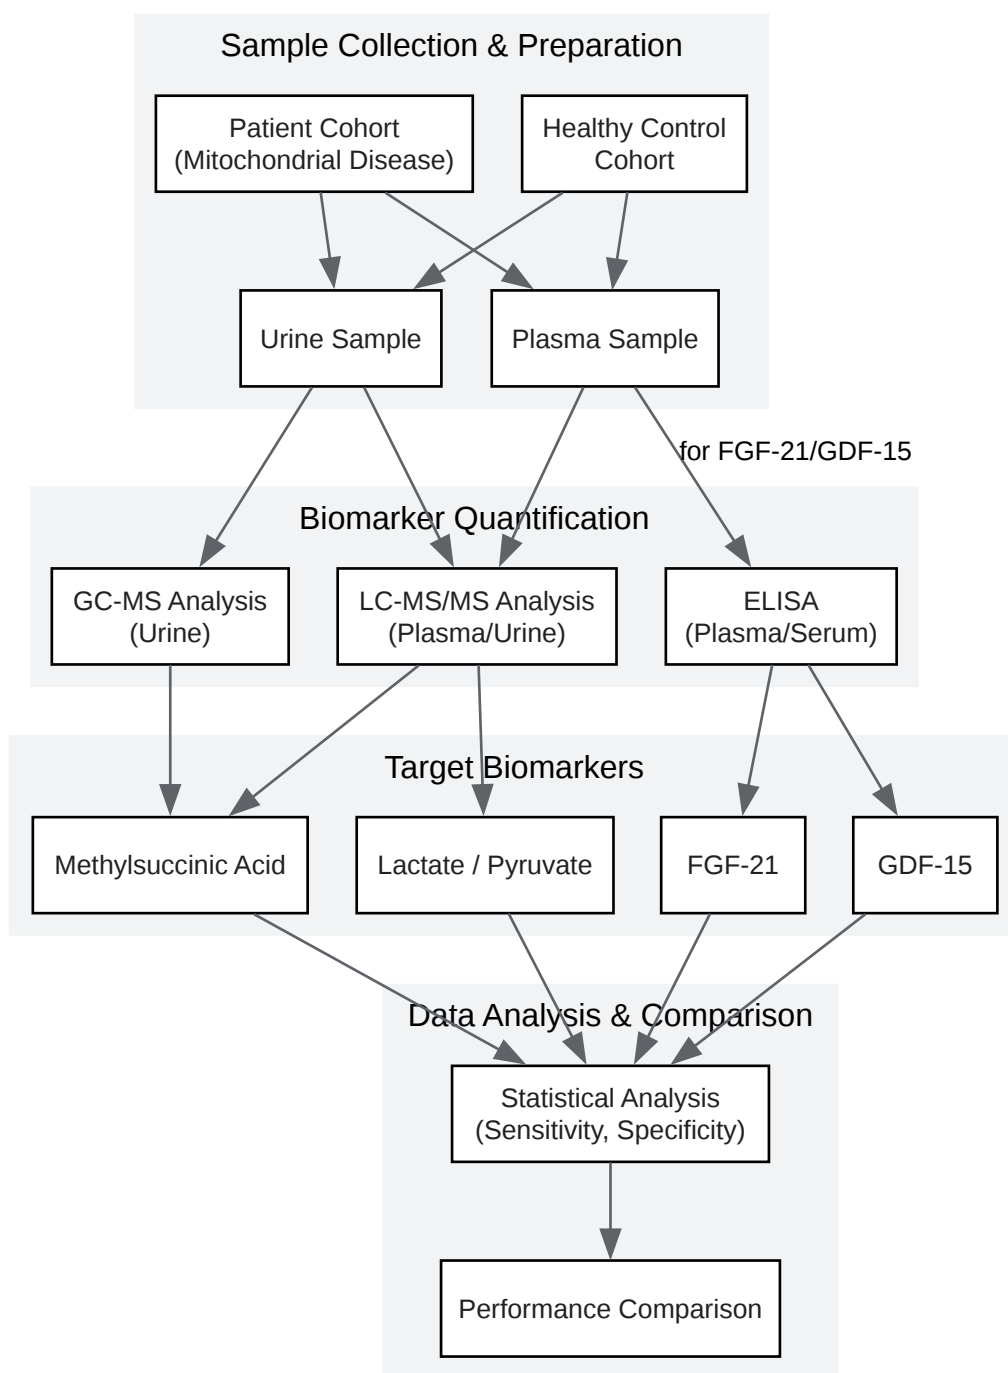 Sample Collection & Preparation
Patient Cohort
(Mitochondrial Disease)
Healthy Control
Cohort
Urine Sample
Plasma Sample
for FGF-21/GDF-15
Biomarker Quantification
GC-MS Analysis
(Urine)
LC-MS/MS Analysis
(Plasma/Urine)
ELISA
(Plasma/Serum)
Target Biomarkers
Methylsuccinic Acid
Lactate / Pyruvate
FGF-21
GDF-15
Data Analysis & Comparison
Statistical Analysis
(Sensitivity, Specificity)
Performance Comparison